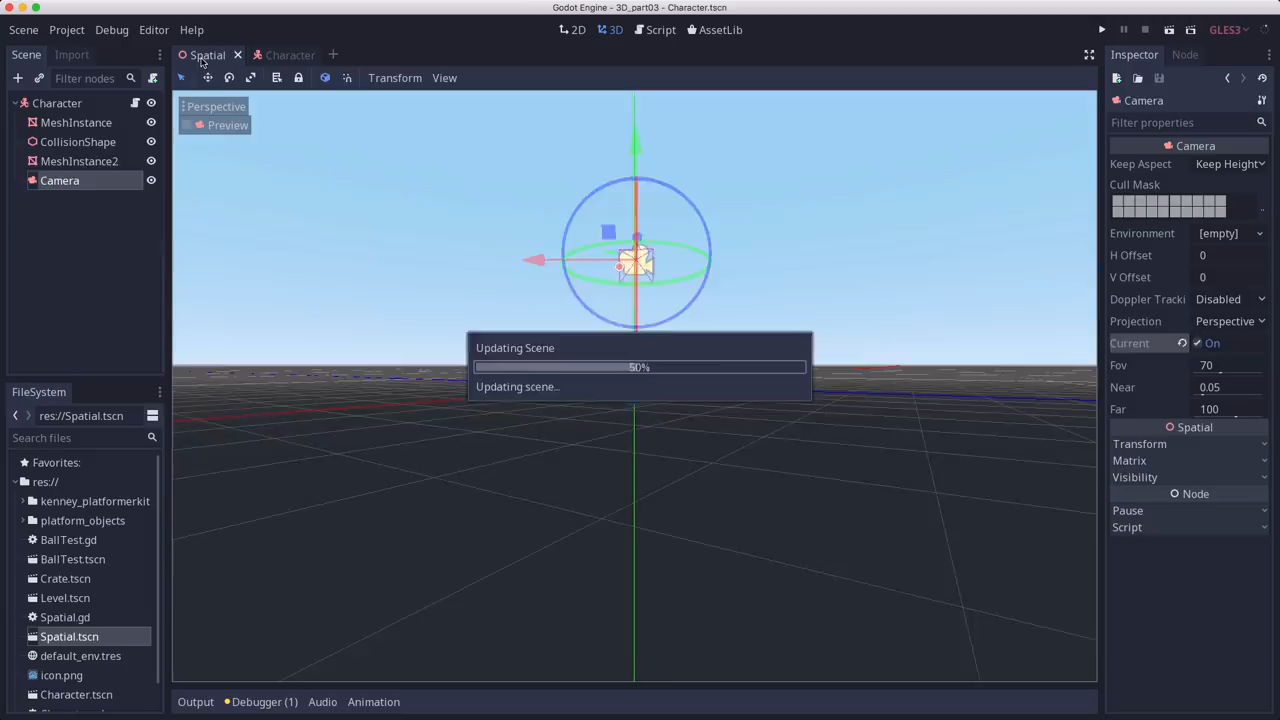 Godot Engine - 3D_part03 - Character.tscn
Scene Project Debug Editor Help
2D 3D Script AssetLib
GLES3
Scene Import
Spatial Character
Inspector Node
Filter nodes
Transform View
Character
MeshInstance
CollisionShape
MeshInstance2
Camera
Perspective
Preview
Updating Scene
50%
Updating scene...
Camera
Filter properties
Camera
Keep Aspect Keep Height
Cull Mask
..
Environment [empty]
H Offset 0
V Offset 0
Doppler Tracki Disabled
Projection Perspective
Current On
Fov 70
Near 0.05
Far 100
Spatial
Transform
Matrix
Visibility
Node
Pause
Script
FileSystem
res://Spatial.tscn
Search files
Favorites:
res://
kenney_platformerkit
platform_objects
BallTest.gd
BallTest.tscn
Crate.tscn
Level.tscn
Spatial.gd
Spatial.tscn
default_env.tres
icon.png
Character.tscn
Output Debugger (1) Audio Animation